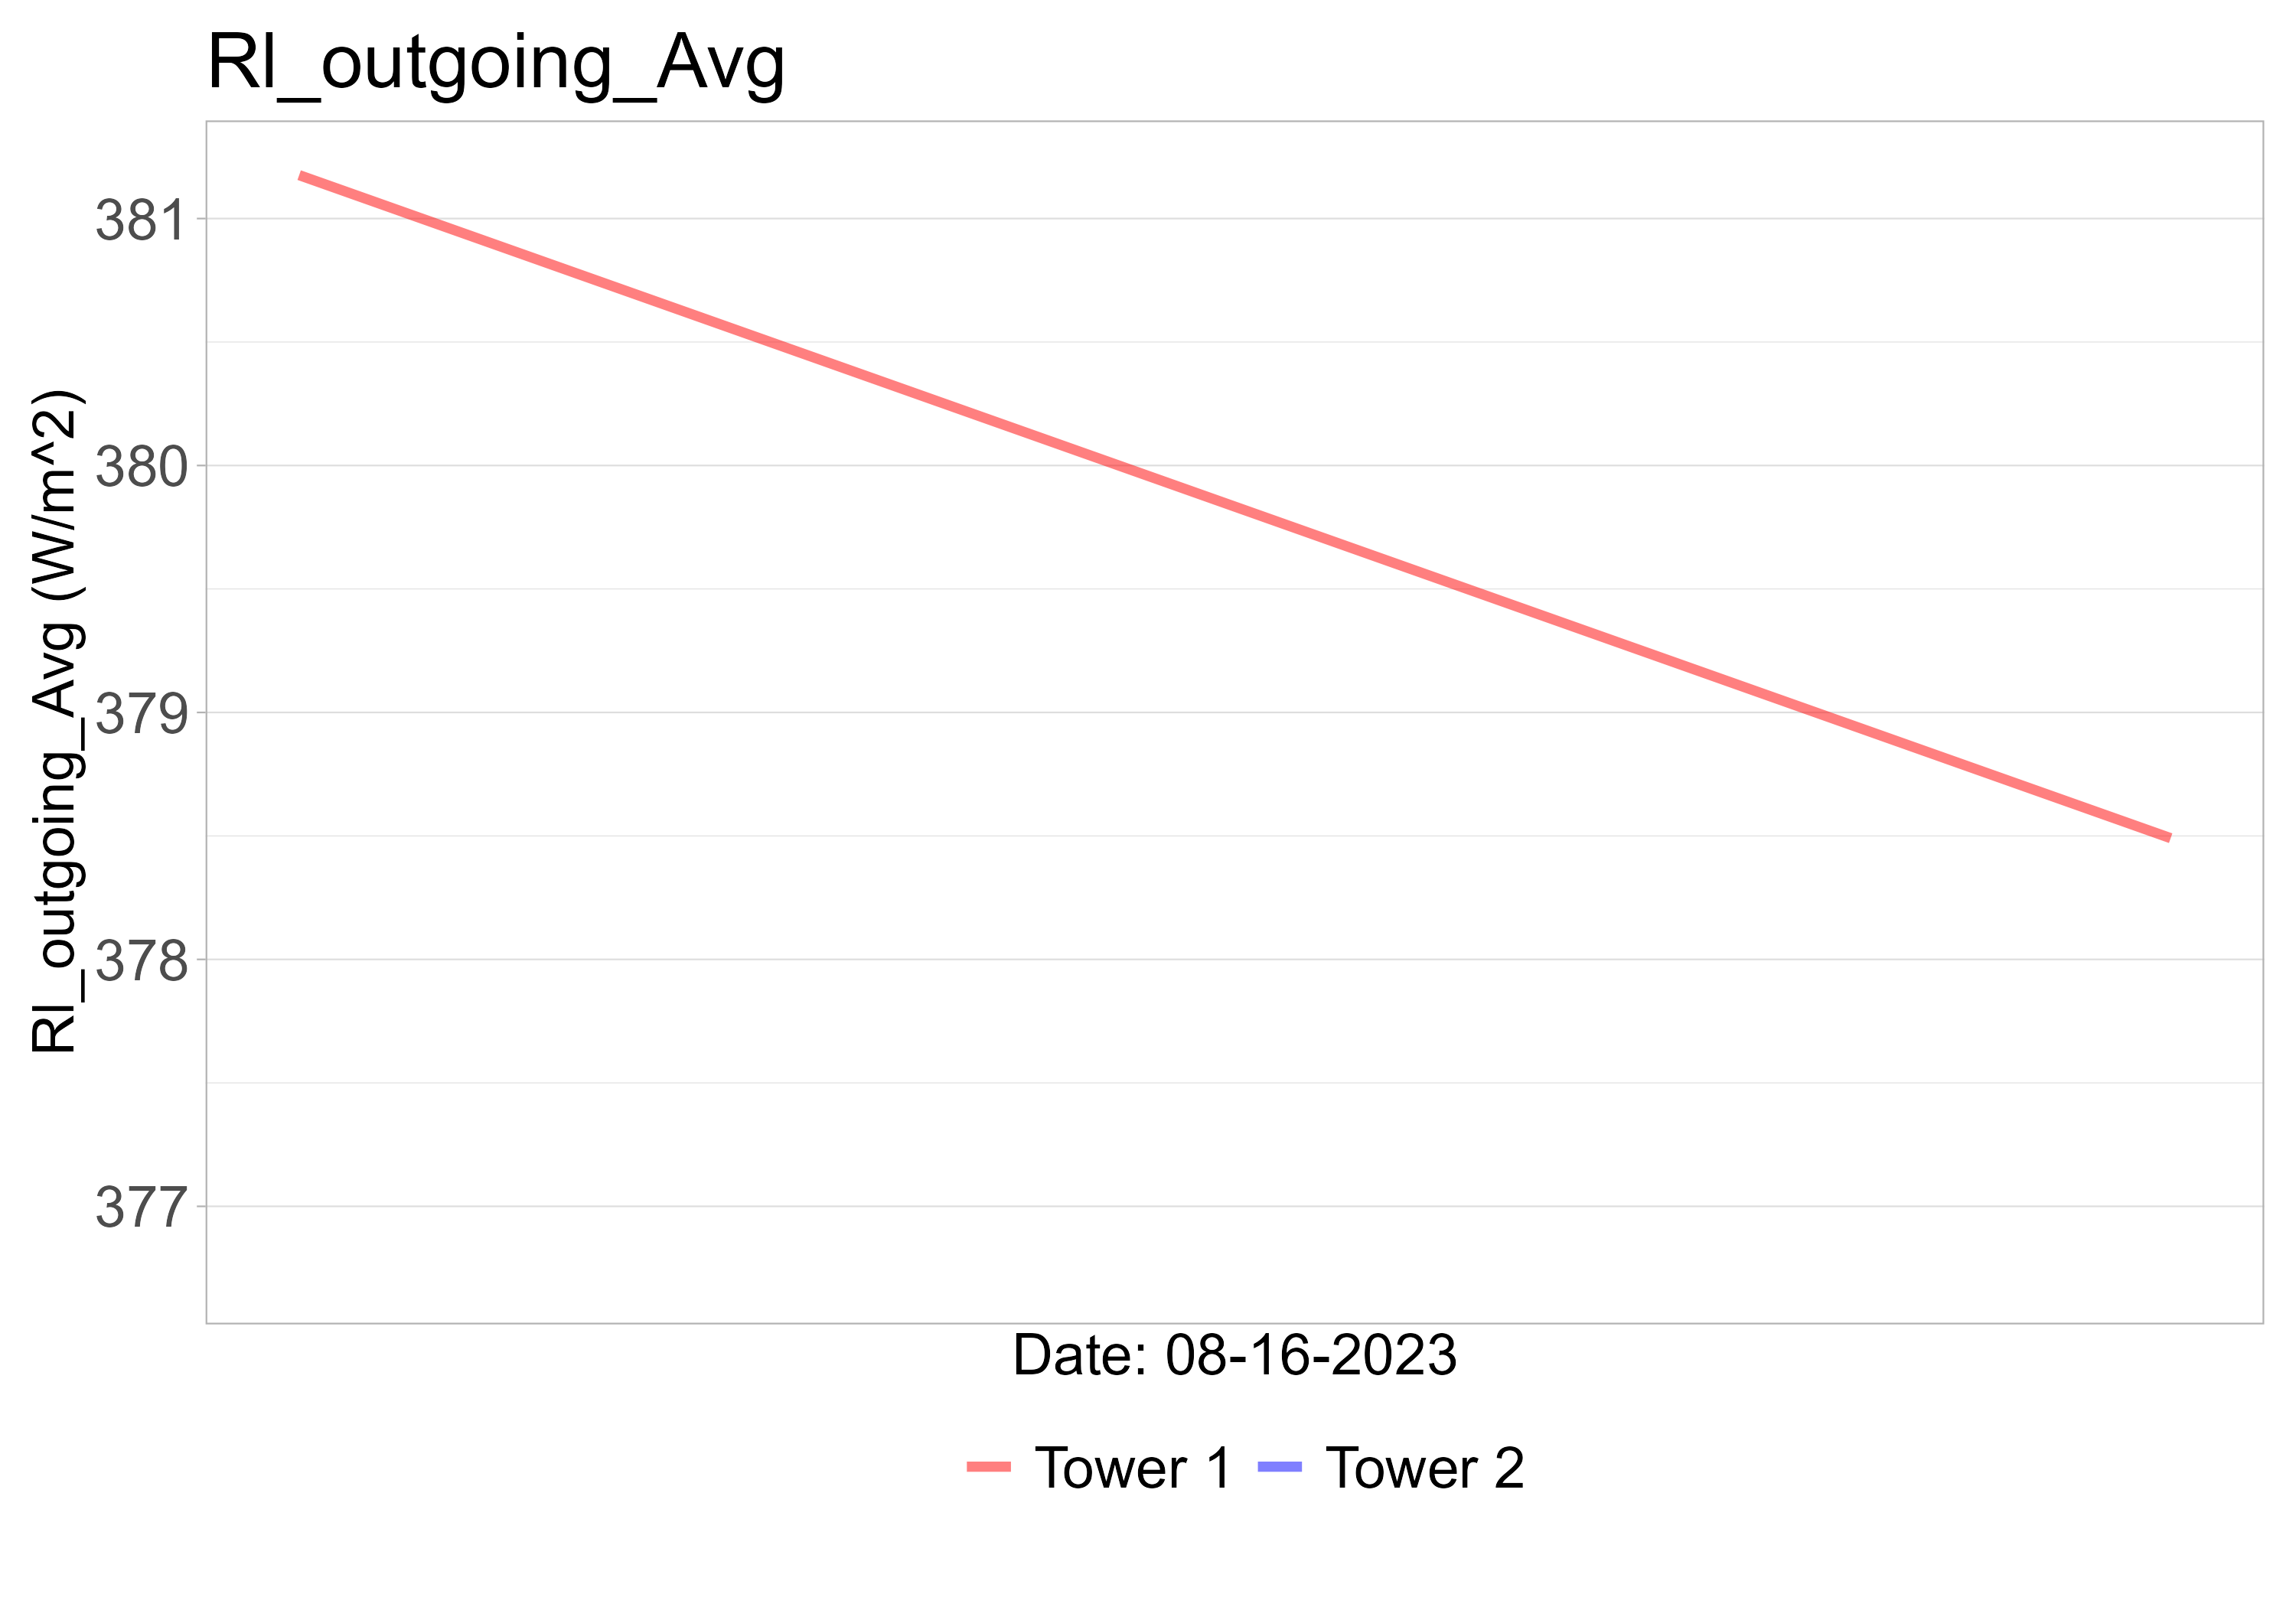 Rl_outgoing_Avg
Rl_outgoing_Avg (W/m^2)
381
380
379
378
377
Date: 08-16-2023
Tower 1 Tower 2